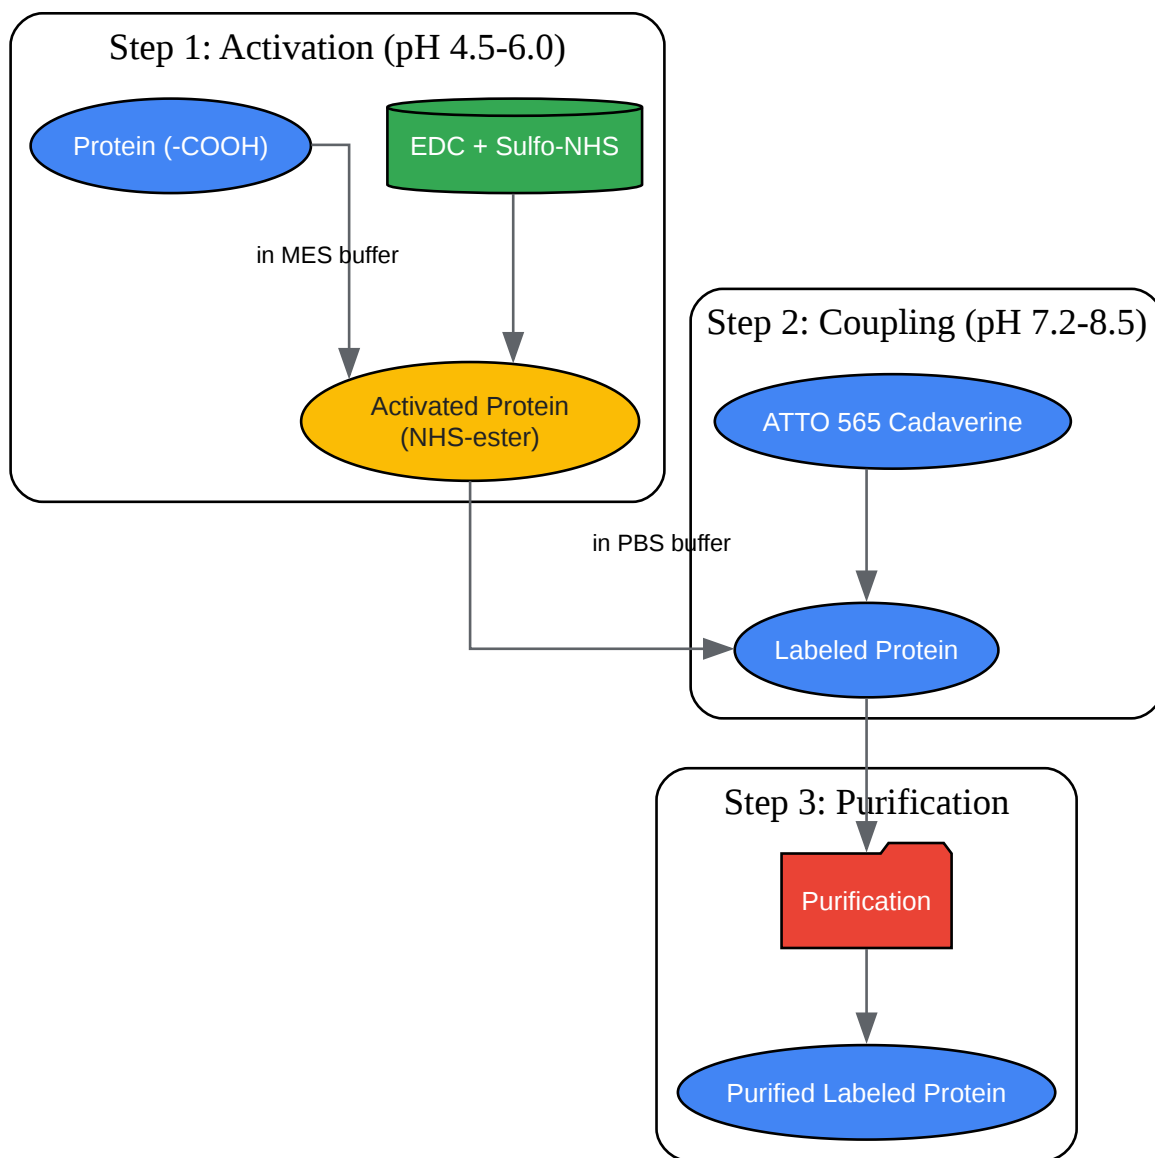 Step 1: Activation (pH 4.5-6.0)
Protein (-COOH)
EDC + Sulfo-NHS
in MES buffer
Activated Protein
(NHS-ester)
Step 2: Coupling (pH 7.2-8.5)
ATTO 565 Cadaverine
in PBS buffer
Labeled Protein
Step 3: Purification
Purification
Purified Labeled Protein